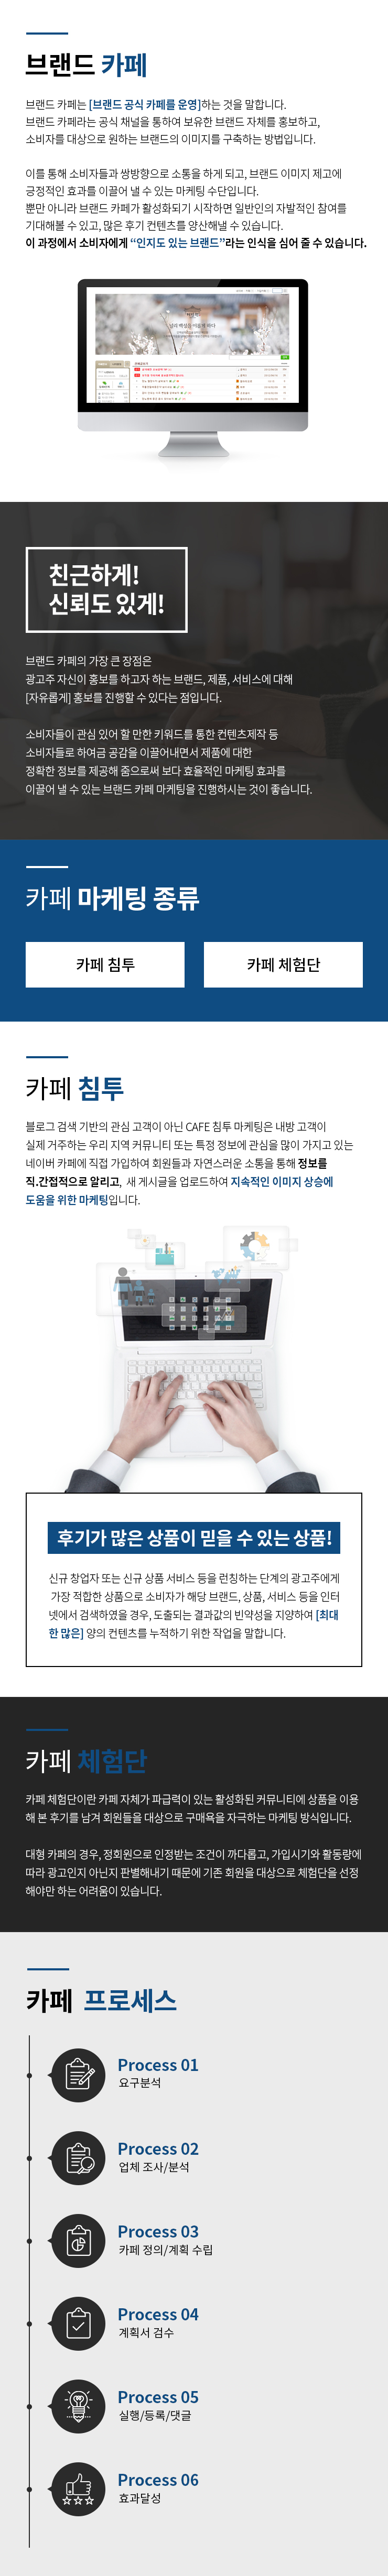 브랜드 카페
브랜드 카페는 [브랜드 공식 카페를 운영]하는 것을 말합니다.
브랜드 카페라는 공식 채널을 통하여 보유한 브랜드 자체를 홍보하고,
소비자를 대상으로 원하는 브랜드의 이미지를 구축하는 방법입니다.
이를 통해 소비자들과 쌍방향으로 소통을 하게 되고, 브랜드 이미지 제고에
긍정적인 효과를 이끌어 낼 수 있는 마케팅 수단입니다.
뿐만 아니라 브랜드 카페가 활성화되기 시작하면 일반인의 자발적인 참여를
기대해볼 수 있고, 많은 후기 컨텐츠를 양산해낼 수 있습니다.
이 과정에서 소비자에게 “인지도 있는 브랜드”라는 인식을 심어 줄 수 있습니다.
친근하게!
신뢰도 있게!
브랜드 카페의 가장 큰 장점은
광고주 자신이 홍보를 하고자 하는 브랜드, 제품, 서비스에 대해
[자유롭게] 홍보를 진행할 수 있다는 점입니다.
소비자들이 관심 있어 할 만한 키워드를 통한 컨텐츠제작 등
소비자들로 하여금 공감을 이끌어내면서 제품에 대한
정확한 정보를 제공해 줌으로써 보다 효율적인 마케팅 효과를
이끌어 낼 수 있는 브랜드 카페 마케팅을 진행하시는 것이 좋습니다.
카페 마케팅 종류
카페 침투
카페 체험단
카페 침투
블로그 검색 기반의 관심 고객이 아닌 CAFE 침투 마케팅은 내방 고객이
실제 거주하는 우리 지역 커뮤니티 또는 특정 정보에 관심을 많이 가지고 있는
네이버 카페에 직접 가입하여 회원들과 자연스러운 소통을 통해 정보를
직.간접적으로 알리고, 새 게시글을 업로드하여 지속적인 이미지 상승에
도움을 위한 마케팅입니다.
후기가 많은 상품이 믿을 수 있는 상품!
신규 창업자 또는 신규 상품 서비스 등을 런칭하는 단계의 광고주에게
가장 적합한 상품으로 소비자가 해당 브랜드, 상품, 서비스 등을 인터
넷에서 검색하였을 경우, 도출되는 결과값의 빈약성을 지양하여 [최대
한 많은] 양의 컨텐츠를 누적하기 위한 작업을 말합니다.
카페 체험단
카페 체험단이란 카페 자체가 파급력이 있는 활성화된 커뮤니티에 상품을 이용
해 본 후기를 남겨 회원들을 대상으로 구매욕을 자극하는 마케팅 방식입니다.
대형 카페의 경우, 정회원으로 인정받는 조건이 까다롭고, 가입시기와 활동량에
따라 광고인지 아닌지 판별해내기 때문에 기존 회원을 대상으로 체험단을 선정
해야만 하는 어려움이 있습니다.
카페 프로세스
Process 01
요구분석
Process 02
업체 조사/분석
Process 03
카페 정의/계획 수립
Process 04
계획서 검수
Process 05
실행/등록/댓글
Process 06
효과달성